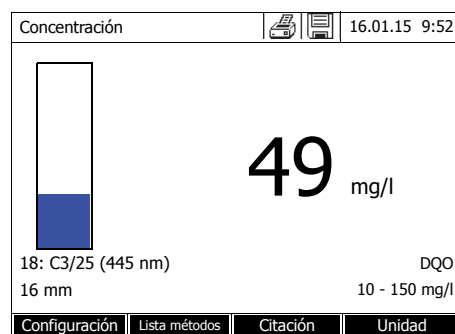 Concentración 16.01.15 9:52
49 mg/l
18: C3/25 (445 nm) DQO
16 mm 10 - 150 mg/l
Configuración Lista métodos Citación Unidad